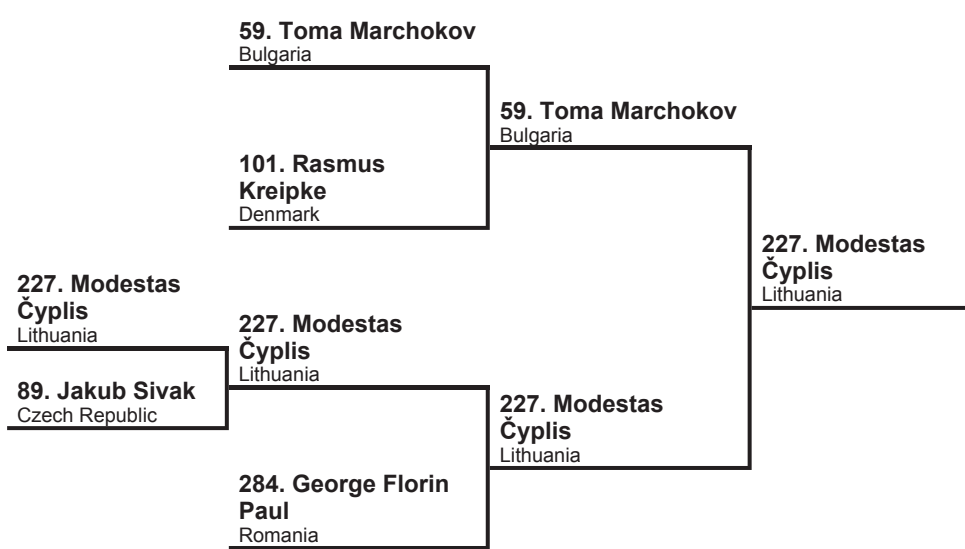 59. Toma Marchokov
Bulgaria
59. Toma Marchokov
Bulgaria
101. Rasmus
Kreipke
Denmark
227. Modestas
Čyplis
Lithuania
227. Modestas
Čyplis
Lithuania
227. Modestas
Čyplis
Lithuania
89. Jakub Sivak
Czech Republic
227. Modestas
Čyplis
Lithuania
284. George Florin
Paul
Romania